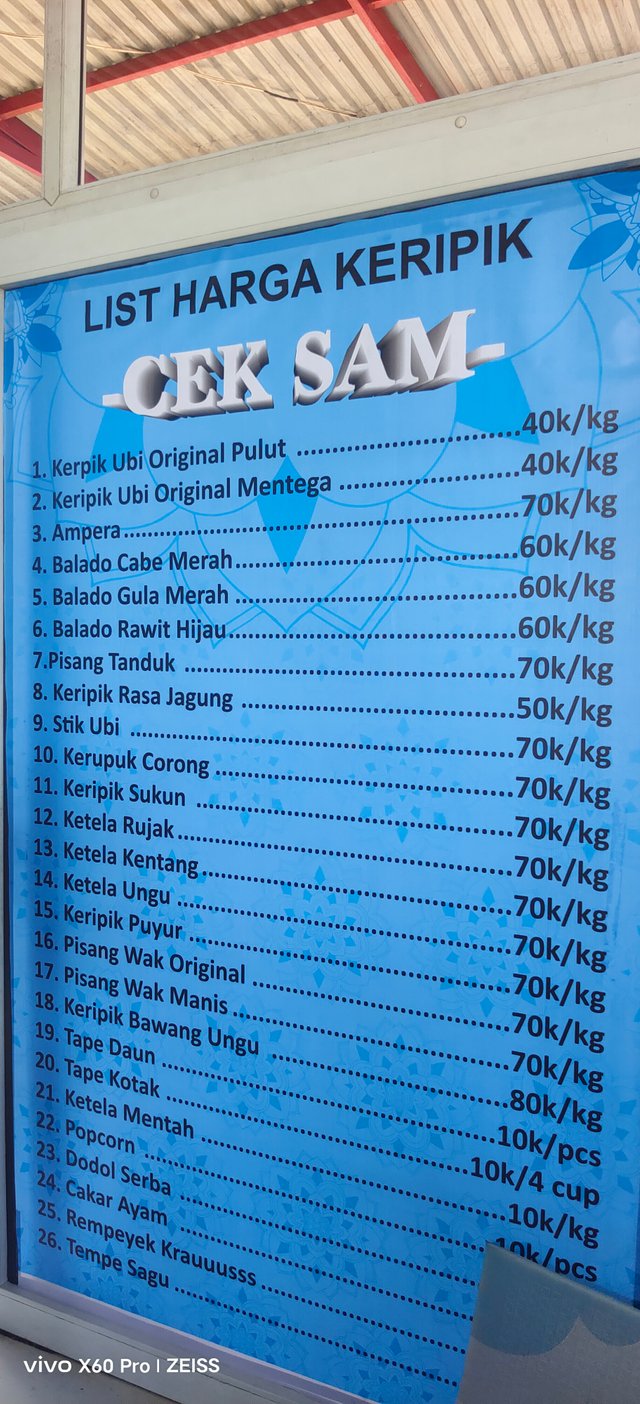 LIST HARGA KERIPIK
-CEK SAM-
1. Kerpik Ubi Original Pulut ....................................40k/kg
2. Keripik Ubi Original Mentega ............................40k/kg
3. Ampera....................................................................70k/kg
4. Balado Cabe Merah................................................60k/kg
5. Balado Gula Merah ................................................60k/kg
6. Balado Rawit Hijau.................................................60k/kg
7.Pisang Tanduk ........................................................70k/kg
8. Keripik Rasa Jagung ..............................................50k/kg
9. Stik Ubi ..................................................................70k/kg
10. Kerupuk Corong ..................................................70k/kg
11. Keripik Sukun ......................................................70k/kg
12. Ketela Rujak.........................................................70k/kg
13. Ketela Kentang.....................................................70k/kg
14. Ketela Ungu .........................................................70k/kg
15. Keripik Puyur .......................................................70k/kg
16. Pisang Wak Original ............................................70k/kg
17. Pisang Wak Manis ...............................................70k/kg
18. Keripik Bawang Ungu .........................................80k/kg
19. Tape Daun ...........................................................10k/pcs
20. Tape Kotak ..........................................................10k/4 cup
21. Ketela Mentah .....................................................10k/kg
22. Popcorn ...............................................................10k/pcs
23. Dodol Serba ..................................................
24. Cakar Ayam ..................................................
25. Rempeyek Krauuusss ....................................
26. Tempe Sagu ..................................................
vivo X60 Pro | ZEISS